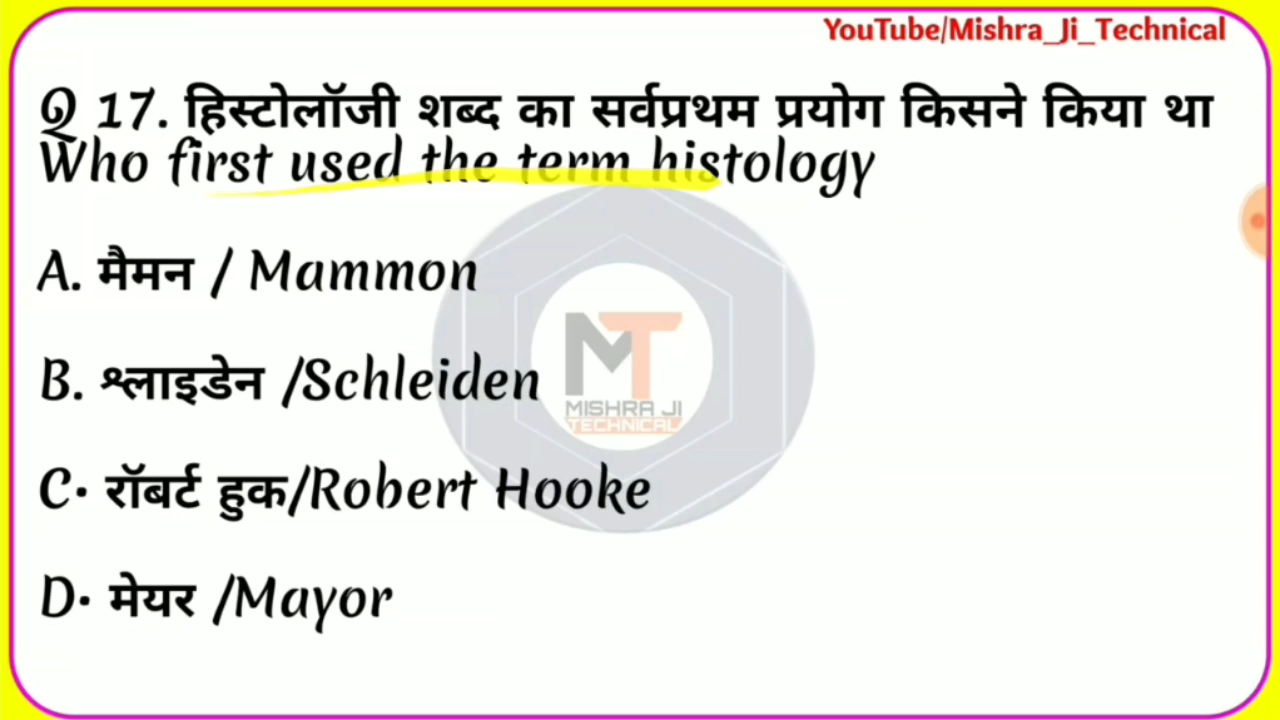 YouTube/Mishra_Ji_Technical
Q 17. हिस्टोलॉजी शब्द का सर्वप्रथम प्रयोग किसने किया था
Who first used the term histology
A. मैमन / Mammon
B. श्लाइडेन /Schleiden
C. रॉबर्ट हुक/Robert Hooke
D. मेयर /Mayor
MT
MISHRA JI
TECHNICAL